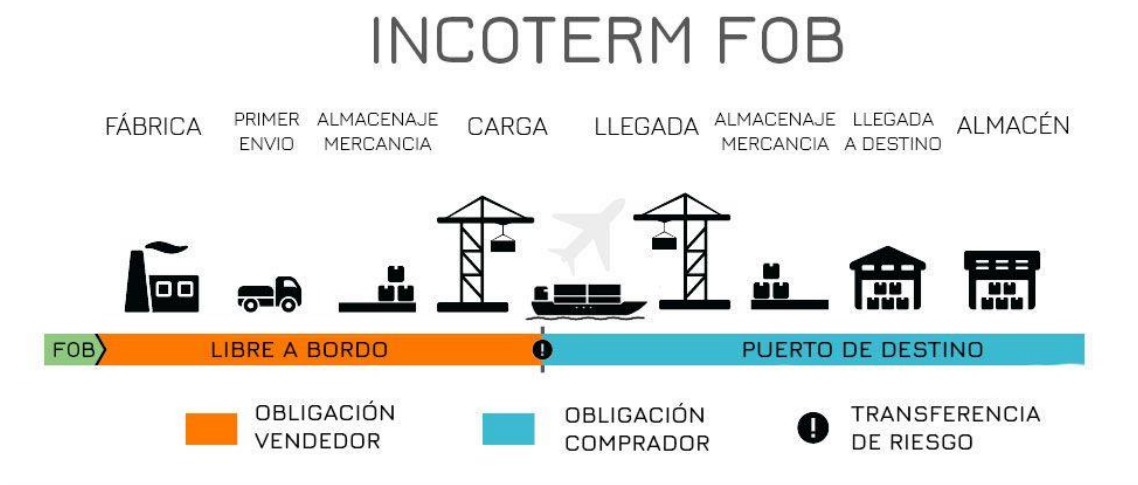 INCOTERM FOB
FÁBRICA
PRIMER
ENVIO
ALMACENAJE
MERCANCIA
CARGA
LLEGADA
ALMACENAJE
MERCANCIA
LLEGADA
A DESTINO
ALMACÉN
FOB
LIBRE A BORDO
PUERTO DE DESTINO
OBLIGACIÓN
VENDEDOR
OBLIGACIÓN
COMPRADOR
TRANSFERENCIA
DE RIESGO